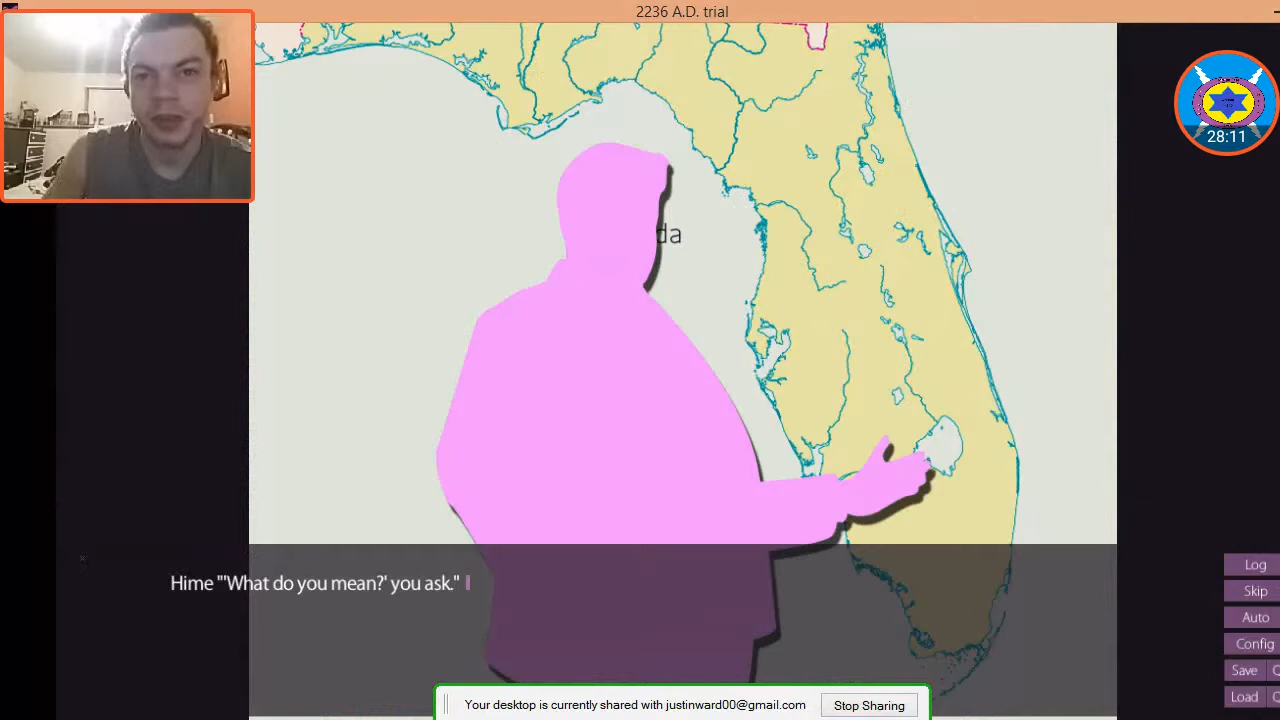 2236 A.D. trial
28:11
da
Hime "'What do you mean?' you ask."
Log
Skip
Auto
Config
Save
Load
Your desktop is currently shared with justinward00@gmail.com
Stop Sharing